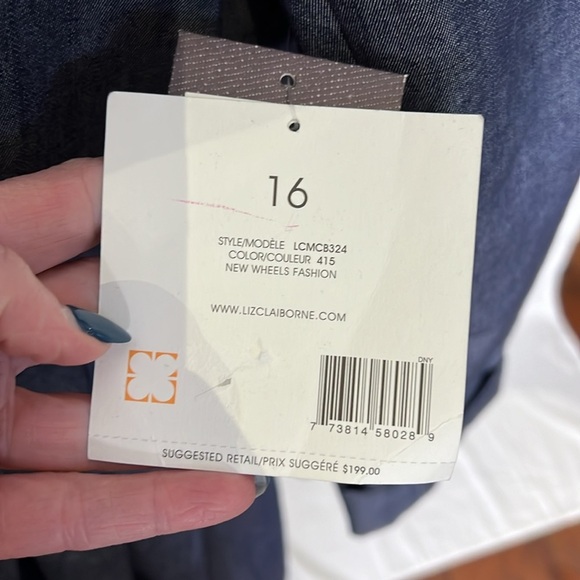 16
STYLE/MODÈLE LCMCB324
COLOR/COULEUR 415
NEW WHEELS FASHION
WWW.LIZCLAIBORNE.COM
DNY
7 73814 58028 9
SUGGESTED RETAIL/PRIX SUGGÉRÉ $199.00